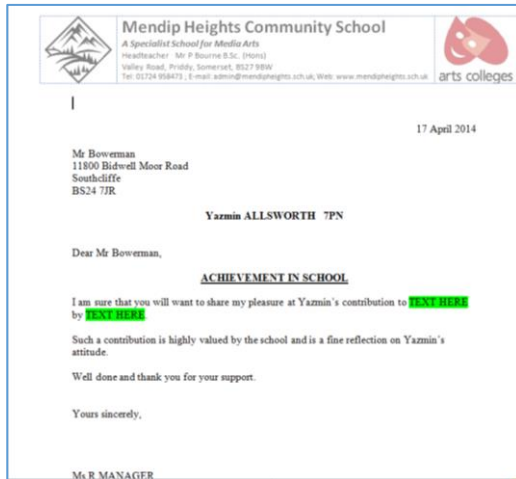 Mendip Heights Community School
A Specialist School for Media Arts
Headteacher Mr P Bourne B.Sc. (Hons)
Valley Road, Priddy, Somerset, BS27 9BW
Tel: 01724 958473 ; E-mail: admin@mendipheights.sch.uk; Web: www.mendipheights.sch.uk
arts colleges
17 April 2014
Mr Bowerman
11800 Bidwell Moor Road
Southcliffe
BS24 7JR
Yazmin ALLSWORTH 7PN
Dear Mr Bowerman,
ACHIEVEMENT IN SCHOOL
I am sure that you will want to share my pleasure at Yazmin's contribution to TEXT HERE
by TEXT HERE.
Such a contribution is highly valued by the school and is a fine reflection on Yazmin's
attitude.
Well done and thank you for your support.
Yours sincerely,
Ms R MANAGER